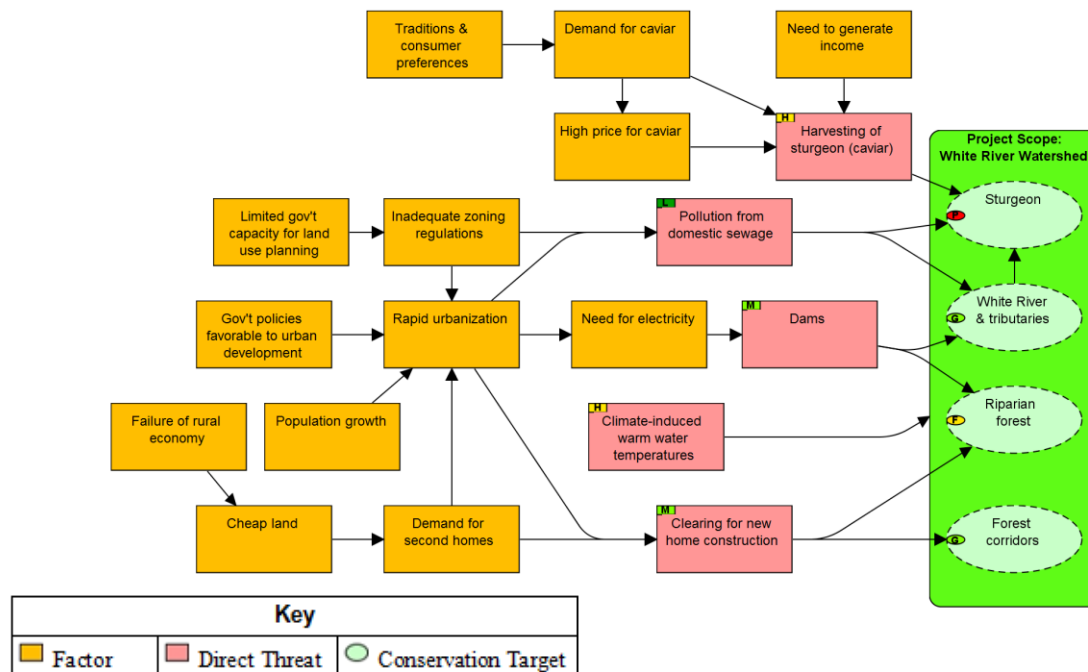 Traditions &
consumer
preferences
Demand for caviar
Need to generate
income
High price for caviar
H
Harvesting of
sturgeon (caviar)
Project Scope:
White River Watershed
Limited gov't
capacity for land
use planning
Inadequate zoning
regulations
L
Pollution from
domestic sewage
Sturgeon
P
Gov't policies
favorable to urban
development
Rapid urbanization
Need for electricity
M
Dams
White River
& tributaries
G
Failure of rural
economy
Population growth
H
Climate-induced
warm water
temperatures
Riparian
forest
F
Cheap land
Demand for
second homes
M
Clearing for new
home construction
Forest
corridors
G
Key
Factor
Direct Threat
Conservation Target